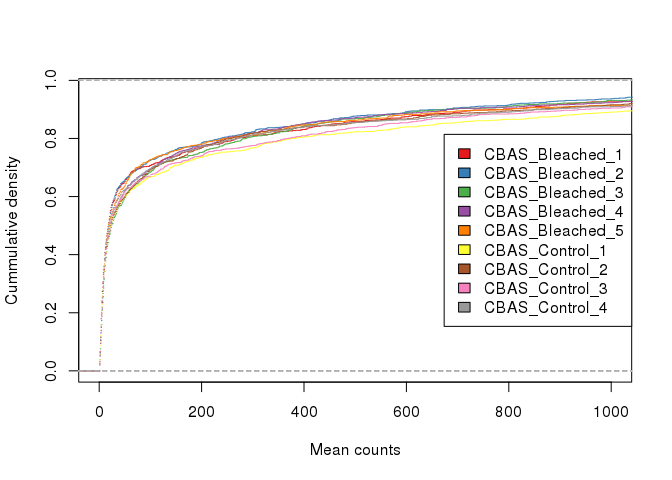 Cummulative density
1.0
0.8
0.6
0.4
0.2
0.0
CBAS_Bleached_1
CBAS_Bleached_2
CBAS_Bleached_3
CBAS_Bleached_4
CBAS_Bleached_5
CBAS_Control_1
CBAS_Control_2
CBAS_Control_3
CBAS_Control_4
0 200 400 600 800 1000
Mean counts